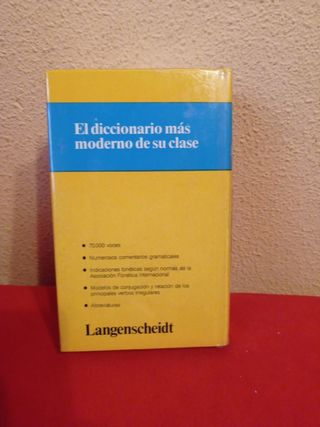 El diccionario más
moderno de su clase
70.000 voces
Numerosos comentarios gramaticales
Indicaciones fonéticas según normas de la
Asociación Fonética Internacional
Modelos de conjugación y relación de los
principales verbos irregulares
Abreviaturas
Langenscheidt